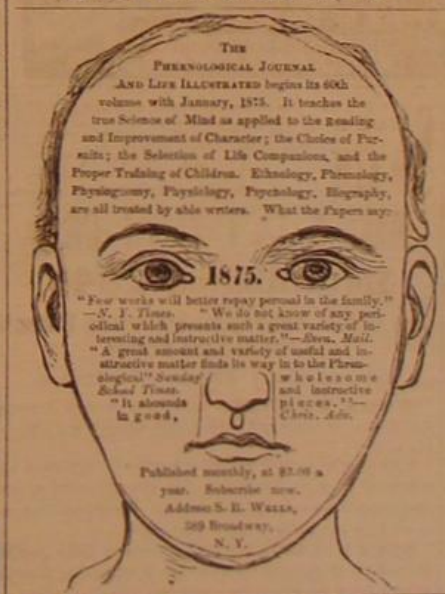 THE
PHRENOLOGICAL JOURNAL
AND LIFE ILLUSTRATED begins its 60th
volume with January, 1875. It teaches the
true Science of Mind as applied to the Reading
and Improvement of Character; the Choice of Pur-
suits; the Selection of Life Companions, and the
Proper Training of Children. Ethnology, Phrenology,
Physiognomy, Physiology, Psychology, Biography,
are all treated by able writers. What the Papers say:
1875.
"Few works will better repay perusal in the family."
—N. Y. Times. "We do not know of any peri-
odical which presents such a great variety of in-
teresting and instructive matter."—Even. Mail.
"A great amount and variety of useful and in-
structive matter finds its way in to the Phren-
ological" Sunday
School Times.
"It abounds
in good,
wholesome
and instructive
pieces."—
Chris. Adv.
Published monthly, at $3.00 a
year. Subscribe now.
Address S. R. WELLS,
389 Broadway,
N. Y.